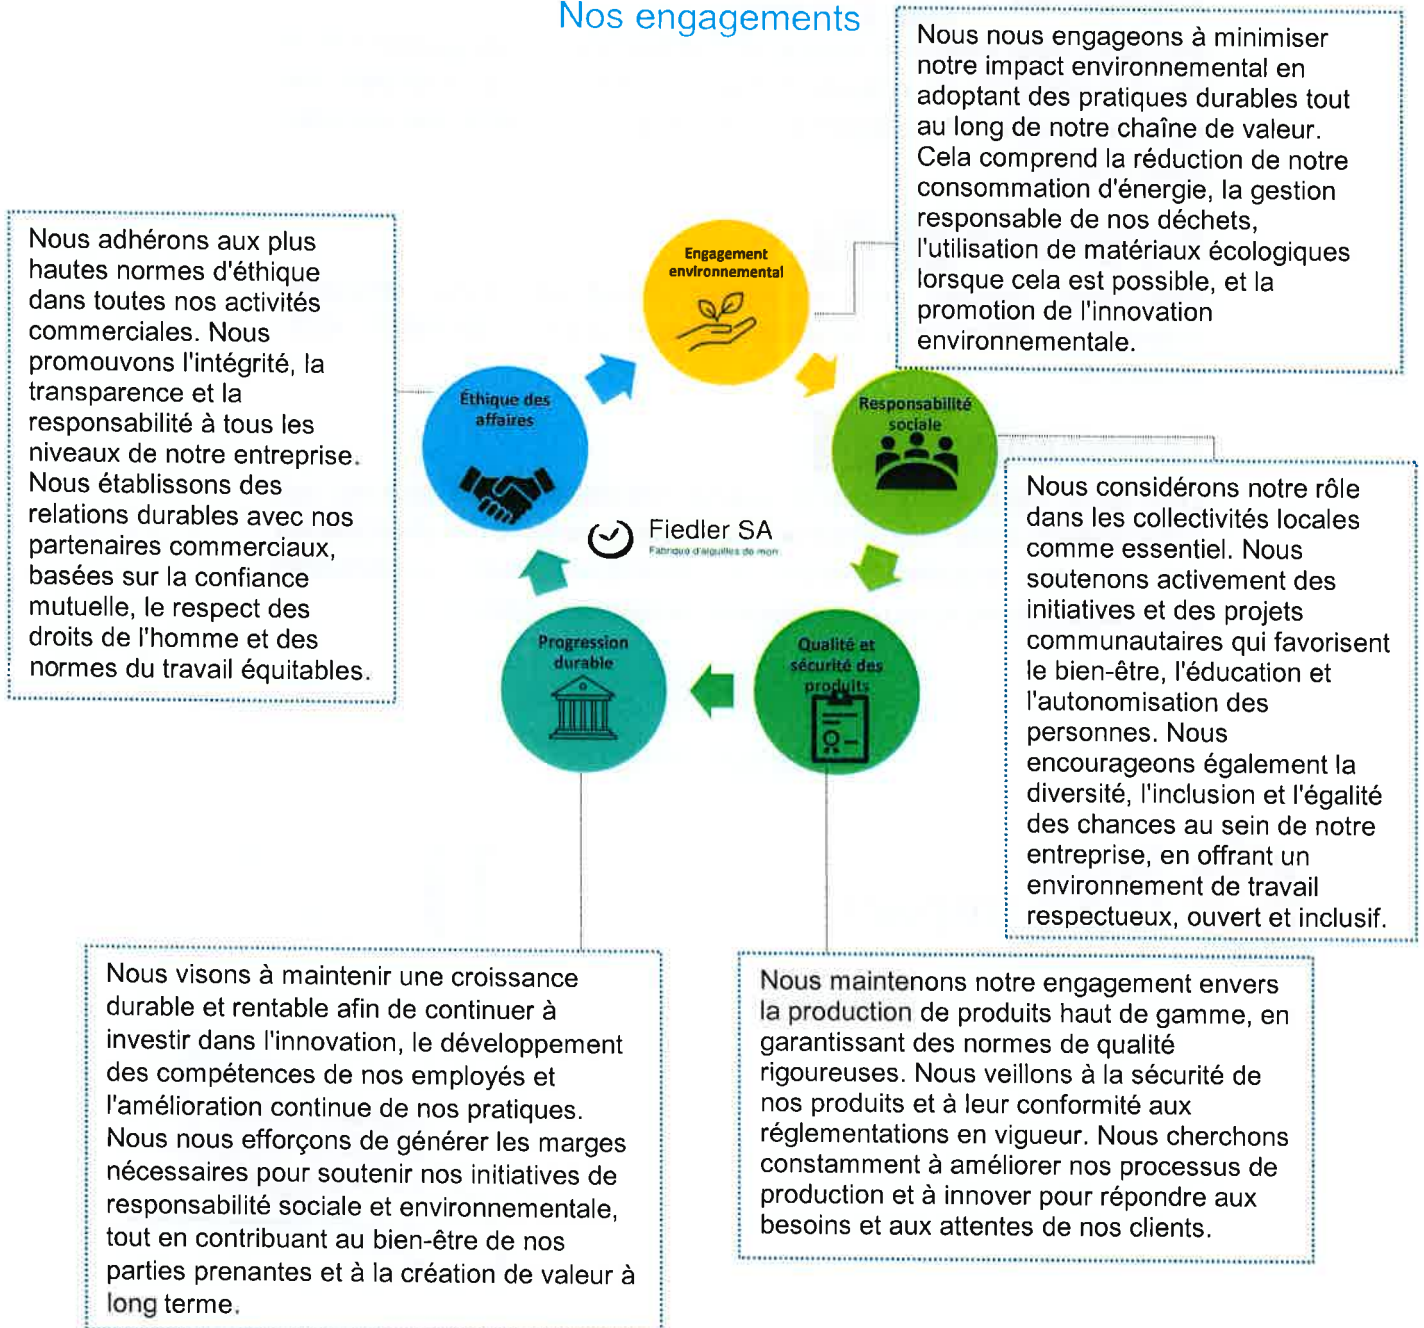 Nos engagements
Nous nous engageons à minimiser
notre impact environnemental en
adoptant des pratiques durables tout
au long de notre chaîne de valeur.
Cela comprend la réduction de notre
consommation d'énergie, la gestion
responsable de nos déchets,
l'utilisation de matériaux écologiques
lorsque cela est possible, et la
promotion de l'innovation
environnementale.
Nous adhérons aux plus
hautes normes d'éthique
dans toutes nos activités
commerciales. Nous
promouvons l'intégrité, la
transparence et la
responsabilité à tous les
niveaux de notre entreprise.
Nous établissons des
relations durables avec nos
partenaires commerciaux,
basées sur la confiance
mutuelle, le respect des
droits de l'homme et des
normes du travail équitables.
Engagement
environnemental
Éthique des
affaires
Responsabilité
sociale
Fiedler SA
Fabrique d'aiguilles de mon
Progression
durable
Qualité et
sécurité des
produits
Nous considérons notre rôle
dans les collectivités locales
comme essentiel. Nous
soutenons activement des
initiatives et des projets
communautaires qui favorisent
le bien-être, l'éducation et
l'autonomisation des
personnes. Nous
encourageons également la
diversité, l'inclusion et l'égalité
des chances au sein de notre
entreprise, en offrant un
environnement de travail
respectueux, ouvert et inclusif.
Nous visons à maintenir une croissance
durable et rentable afin de continuer à
investir dans l'innovation, le développement
des compétences de nos employés et
l'amélioration continue de nos pratiques.
Nous nous efforçons de générer les marges
nécessaires pour soutenir nos initiatives de
responsabilité sociale et environnementale,
tout en contribuant au bien-être de nos
parties prenantes et à la création de valeur à
long terme.
Nous maintenons notre engagement envers
la production de produits haut de gamme, en
garantissant des normes de qualité
rigoureuses. Nous veillons à la sécurité de
nos produits et à leur conformité aux
réglementations en vigueur. Nous cherchons
constamment à améliorer nos processus de
production et à innover pour répondre aux
besoins et aux attentes de nos clients.